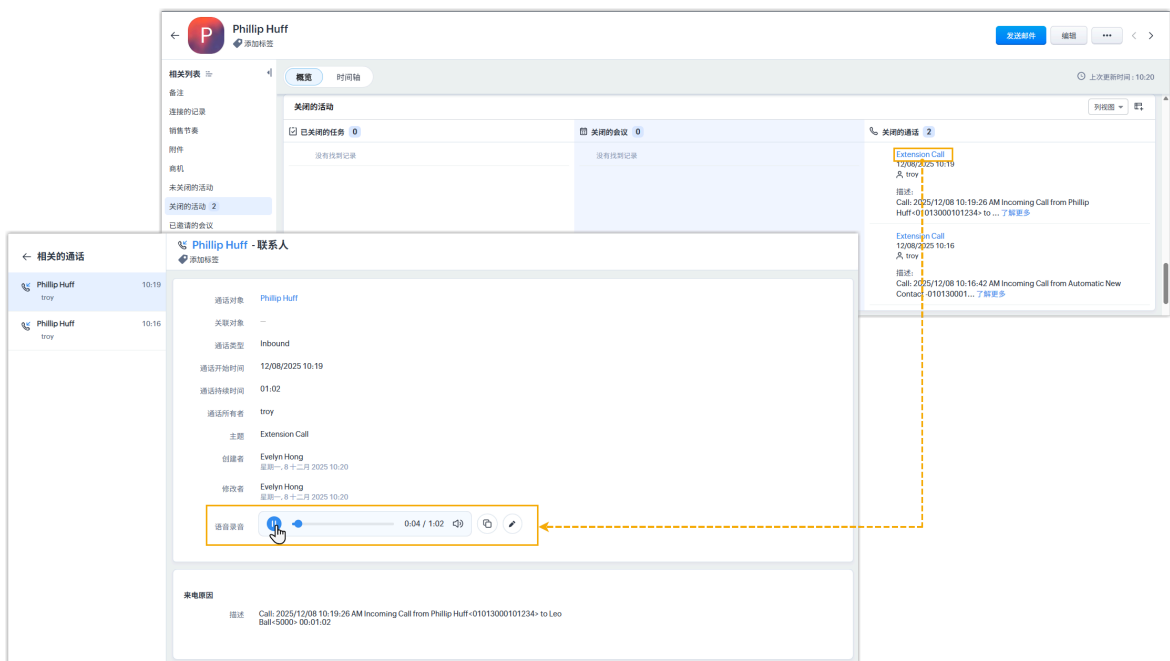 P
Phillip Huff
添加标签
发送邮件
编辑
•••
相关列表
备注
连接的记录
销售节奏
附件
商机
未关闭的活动
关闭的活动 2
已邀请的会议
概览
时间轴
上次更新时间 : 10:20
关闭的活动
列视图
已关闭的任务 0
没有找到记录
关闭的会议 0
没有找到记录
关闭的通话 2
Extension Call
12/08/2025 10:19
troy
描述:
Call: 2025/12/08 10:19:26 AM Incoming Call from Phillip
Huff<01013000101234> to ... 了解更多
Extension Call
12/08/2025 10:16
troy
描述:
Call: 2025/12/08 10:16:42 AM Incoming Call from Automatic New
Contact -010130001... 了解更多
相关的通话
Phillip Huff 10:19
troy
Phillip Huff 10:16
troy
Phillip Huff - 联系人
添加标签
通话对象 Phillip Huff
关联对象 —
通话类型 Inbound
通话开始时间 12/08/2025 10:19
通话持续时间 01:02
通话所有者 troy
主题 Extension Call
创建者 Evelyn Hong
星期一, 8 十二月 2025 10:20
修改者 Evelyn Hong
星期一, 8 十二月 2025 10:20
语音录音 0:04 / 1:02
来电原因
描述 Call: 2025/12/08 10:19:26 AM Incoming Call from Phillip Huff<01013000101234> to Leo
Ball<5000> 00:01:02